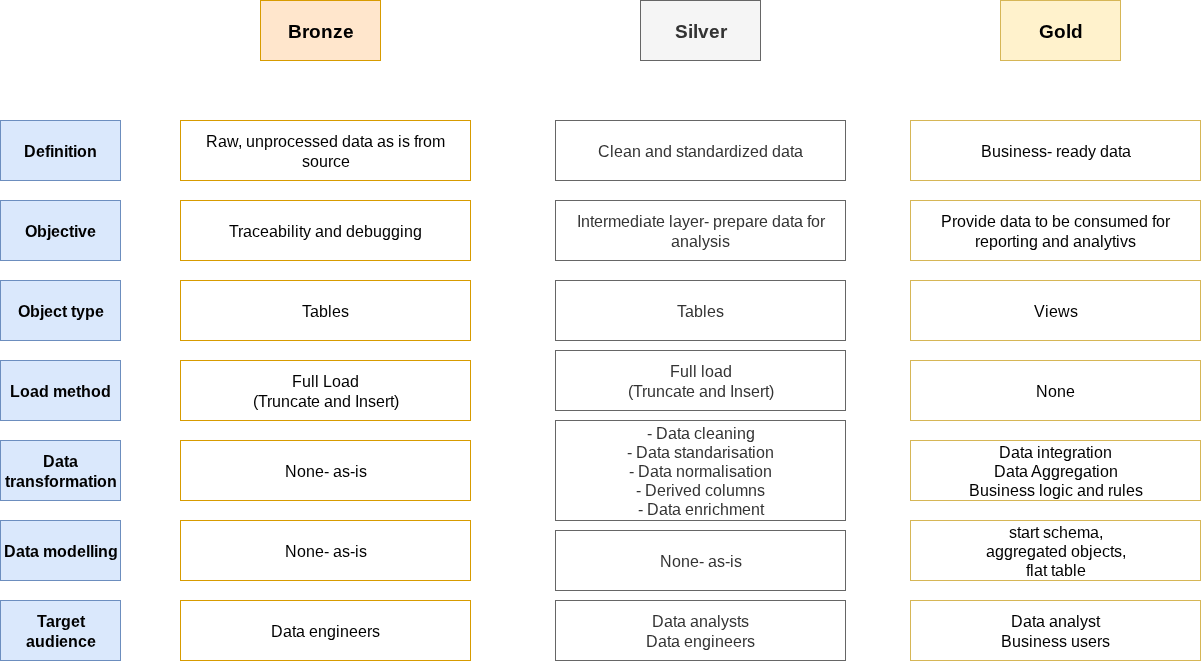 Bronze
Silver
Gold
Definition
Raw, unprocessed data as is from
source
Clean and standardized data
Business- ready data
Objective
Traceability and debugging
Intermediate layer- prepare data for
analysis
Provide data to be consumed for
reporting and analytivs
Object type
Tables
Tables
Views
Load method
Full Load
(Truncate and Insert)
Full load
(Truncate and Insert)
None
Data
transformation
None- as-is
- Data cleaning
- Data standarisation
- Data normalisation
- Derived columns
- Data enrichment
Data integration
Data Aggregation
Business logic and rules
Data modelling
None- as-is
None- as-is
start schema,
aggregated objects,
flat table
Target
audience
Data engineers
Data analysts
Data engineers
Data analyst
Business users